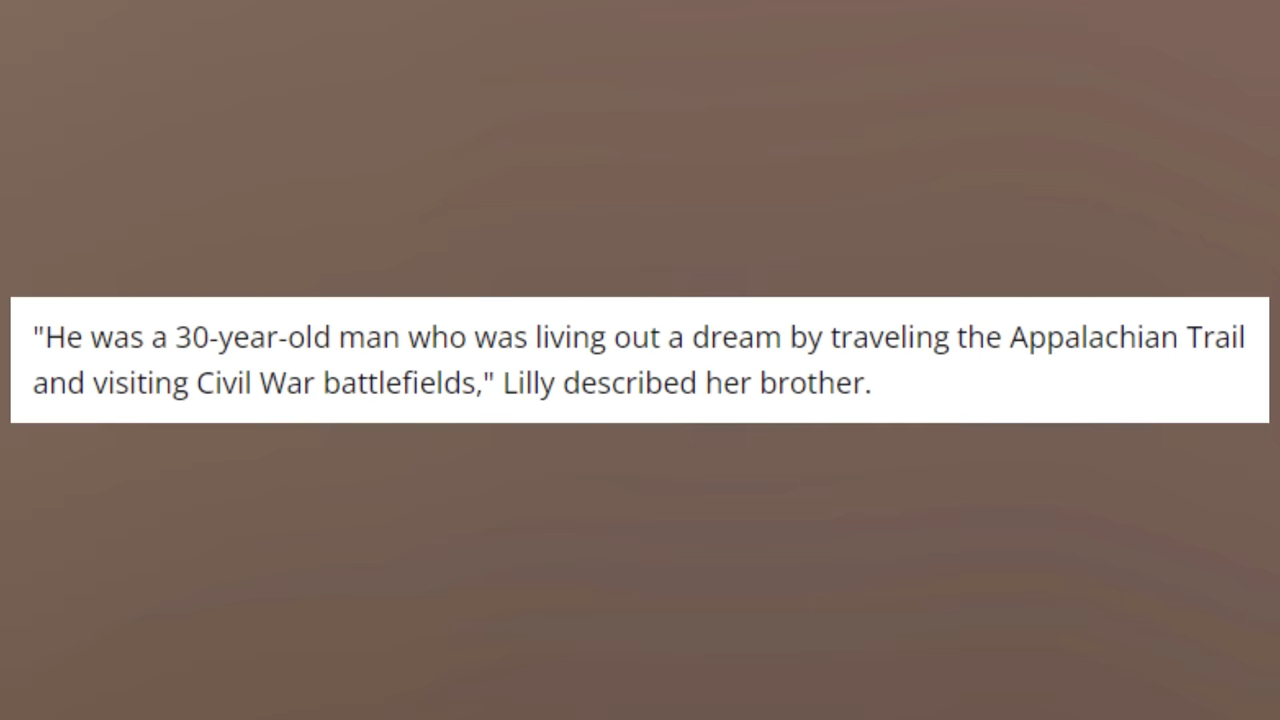 "He was a 30-year-old man who was living out a dream by traveling the Appalachian Trail
and visiting Civil War battlefields," Lilly described her brother.